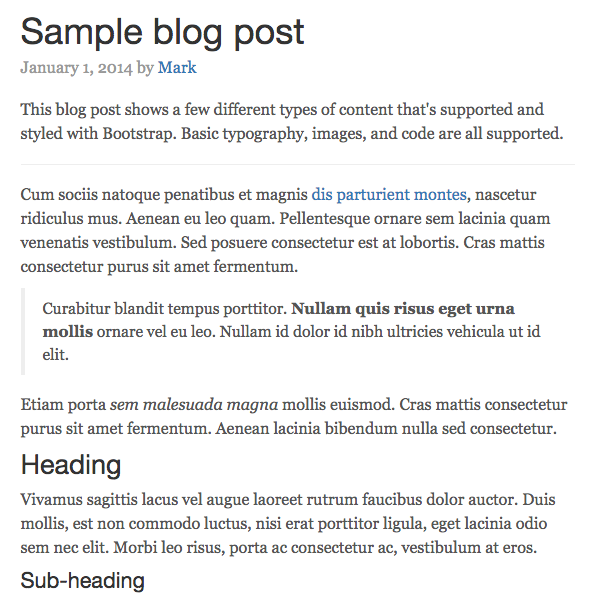 Sample blog post
January 1, 2014 by Mark
This blog post shows a few different types of content that's supported and
styled with Bootstrap. Basic typography, images, and code are all supported.
Cum sociis natoque penatibus et magnis dis parturient montes, nascetur
ridiculus mus. Aenean eu leo quam. Pellentesque ornare sem lacinia quam
venenatis vestibulum. Sed posuere consectetur est at lobortis. Cras mattis
consectetur purus sit amet fermentum.
Curabitur blandit tempus porttitor. Nullam quis risus eget urna
mollis ornare vel eu leo. Nullam id dolor id nibh ultricies vehicula ut id
elit.
Etiam porta sem malesuada magna mollis euismod. Cras mattis consectetur
purus sit amet fermentum. Aenean lacinia bibendum nulla sed consectetur.
Heading
Vivamus sagittis lacus vel augue laoreet rutrum faucibus dolor auctor. Duis
mollis, est non commodo luctus, nisi erat porttitor ligula, eget lacinia odio
sem nec elit. Morbi leo risus, porta ac consectetur ac, vestibulum at eros.
Sub-heading